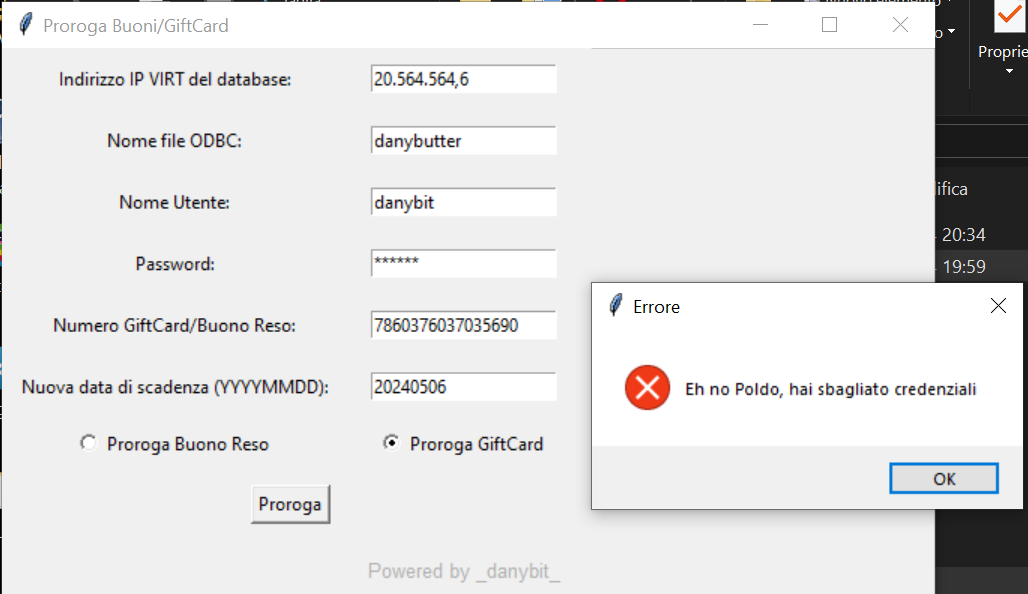 Proroga Buoni/GiftCard
Proprie
Indirizzo IP VIRT del database: 20.564.564,6
Nome file ODBC: danybutter
Nome Utente: danybit
ifica
20:34
Password: ******
19:59
Errore
Numero GiftCard/Buono Reso: 7860376037035690
Nuova data di scadenza (YYYYMMDD): 20240506
Eh no Poldo, hai sbagliato credenziali
Proroga Buono Reso Proroga GiftCard
OK
Proroga
Powered by _danybit_